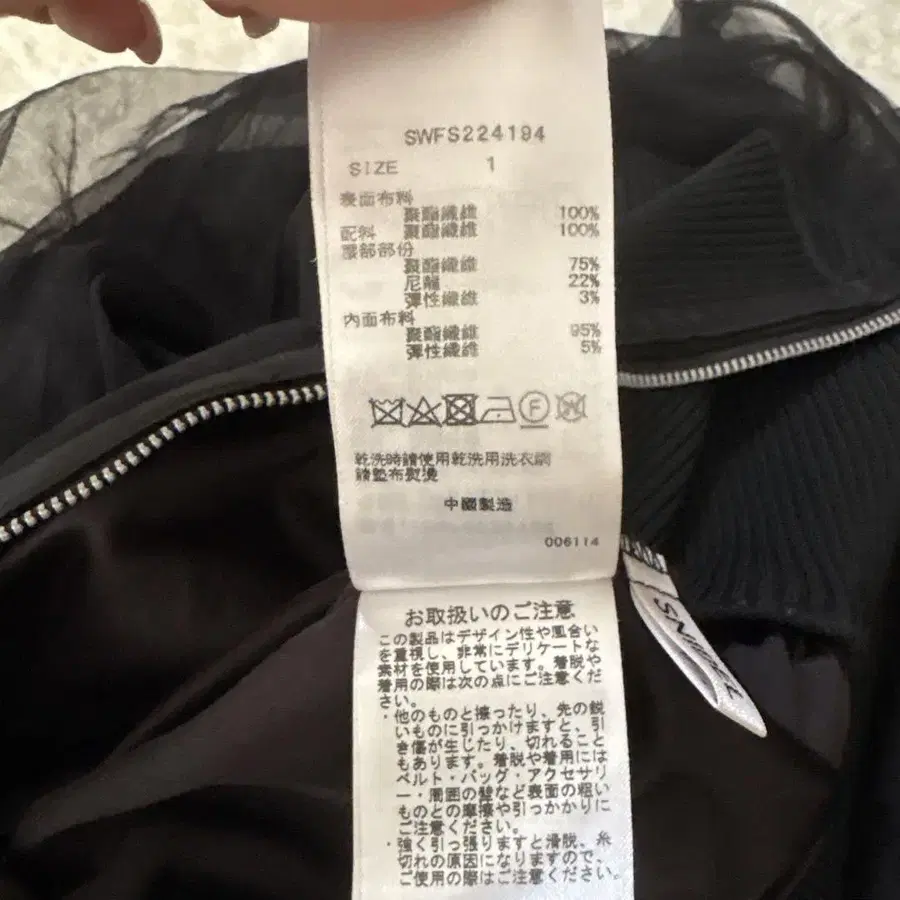 SWFS224194
SIZE 1
表面布料
聚酯纖維 100%
配料 聚酯纖維 100%
腰部部份
聚酯纖維 75%
尼龍 22%
彈性纖維 3%
內面布料
聚酯纖維 95%
彈性纖維 5%
F W
乾洗時請使用乾洗用洗衣網
請墊布熨燙
中國製造
006114
お取扱いのご注意
この製品はデザイン性や風合い
を重視し、非常にデリケートな
素材を使用しています。着脱や
着用の際は次の点にご注意くだ
さい。
・他のものと擦ったり、先の鋭
いものに引っかけますと、引
き傷が生じたり、切れること
もあります。着脱や着用には
ベルト・バッグ・アクセサリ
ー・周囲の壁など表面の粗い
ものとの摩擦や引っかかりに
ご注意ください。
・強く引っ張りますと滑脱、糸
切れの原因になりますので、
ご使用の際はご注意ください。